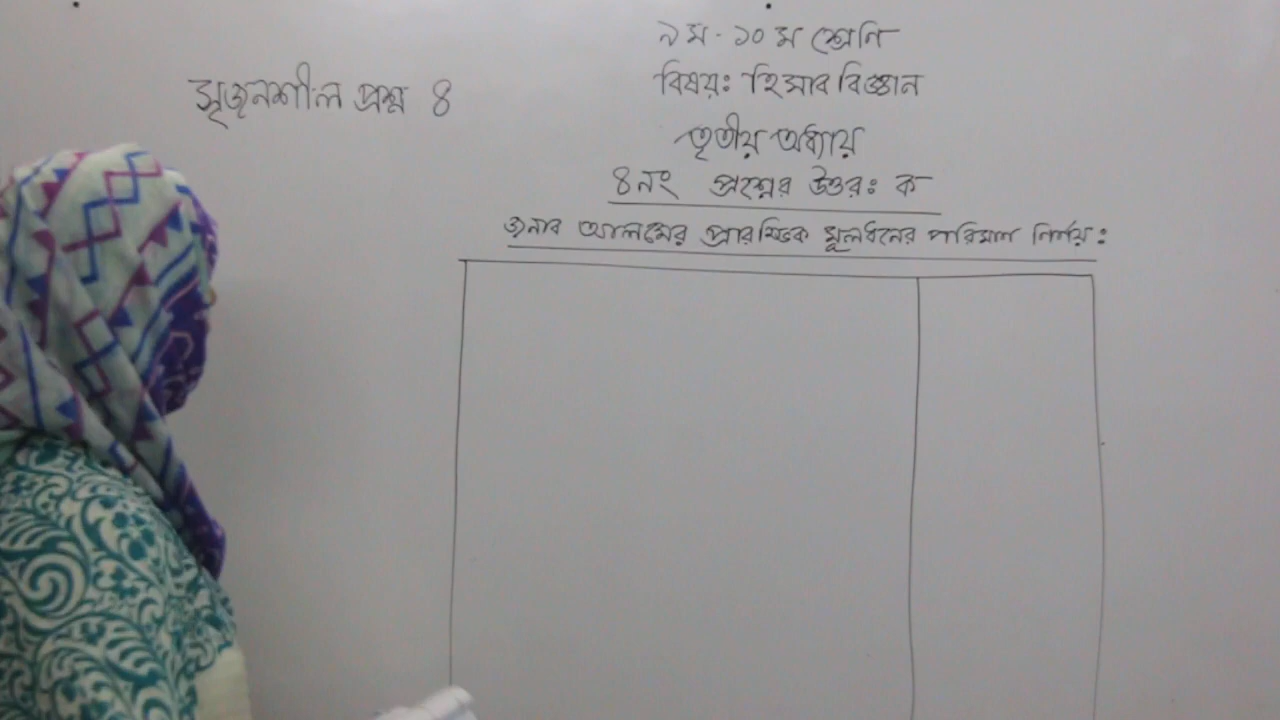 ৯ম - ১০ম শ্রেণি
বিষয়ঃ হিসাব বিজ্ঞান
সৃজনশীল প্রশ্ন ৪
তৃতীয় অধ্যায়
৪নং প্রশ্নের উত্তরঃ ক
জনাব আলমের প্রারম্ভিক মূলধনের পরিমাণ নির্ণয়ঃ